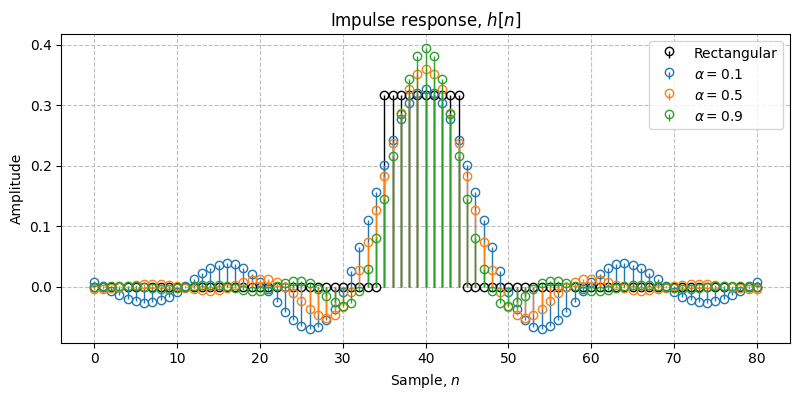 Impulse response, h[n]
Rectangular
α = 0.1
α = 0.5
α = 0.9
Amplitude
0.4
0.3
0.2
0.1
0.0
0 10 20 30 40 50 60 70 80
Sample, n